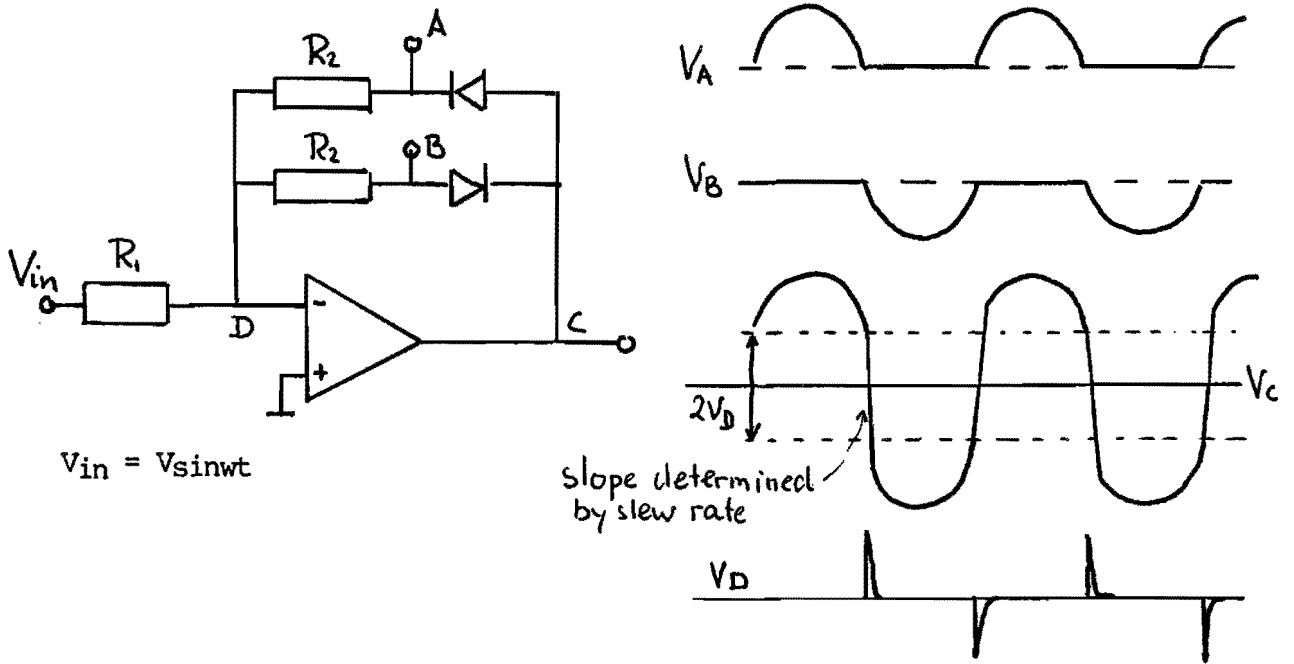 A
R₂
B
R₂
Vin
R₁
D
-
+
C
Vin = Vsinwt
VA
VB
VC
2VD
slope determined
by slew rate
VD